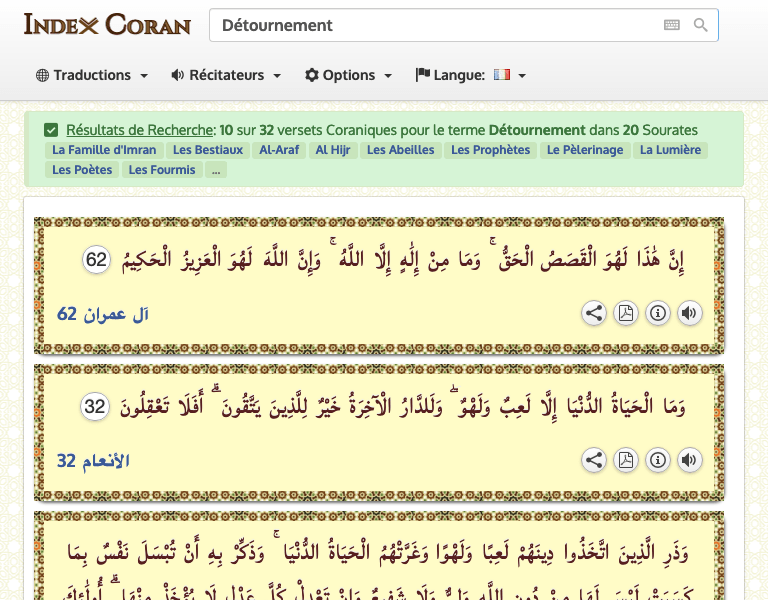 Index Coran
Détournement
Traductions Récitateurs Options Langue:
Résultats de Recherche: 10 sur 32 versets Coraniques pour le terme Détournement dans 20 Sourates
La Famille d'Imran Les Bestiaux Al-Araf Al Hijr Les Abeilles Les Prophètes Le Pèlerinage La Lumière
Les Poètes Les Fourmis ...
إِنَّ هَٰذَا لَهُوَ الْقَصَصُ الْحَقُّ ۚ وَمَا مِنْ إِلَٰهٍ إِلَّا اللَّهُ ۚ وَإِنَّ اللَّهَ لَهُوَ الْعَزِيزُ الْحَكِيمُ 62
آل عمران 62
وَمَا الْحَيَاةُ الدُّنْيَا إِلَّا لَعِبٌ وَلَهْوٌ ۖ وَلَلدَّارُ الْآخِرَةُ خَيْرٌ لِلَّذِينَ يَتَّقُونَ ۗ أَفَلَا تَعْقِلُونَ 32
الأنعام 32
وَذَرِ الَّذِينَ اتَّخَذُوا دِينَهُمْ لَعِبًا وَلَهْوًا وَغَرَّتْهُمُ الْحَيَاةُ الدُّنْيَا ۚ وَذَكِّرْ بِهِ أَنْ تُبْسَلَ نَفْسٌ بِمَا
كَسَبَتْ لَيْسَ لَهَا مِنْ دُونِ اللَّهِ وَلِيٌّ وَلَا شَفِيعٌ وَإِنْ تَعْدِلْ كُلَّ عَدْلٍ لَا يُؤْخَذْ مِنْهَا ۗ أُولَٰئِكَ